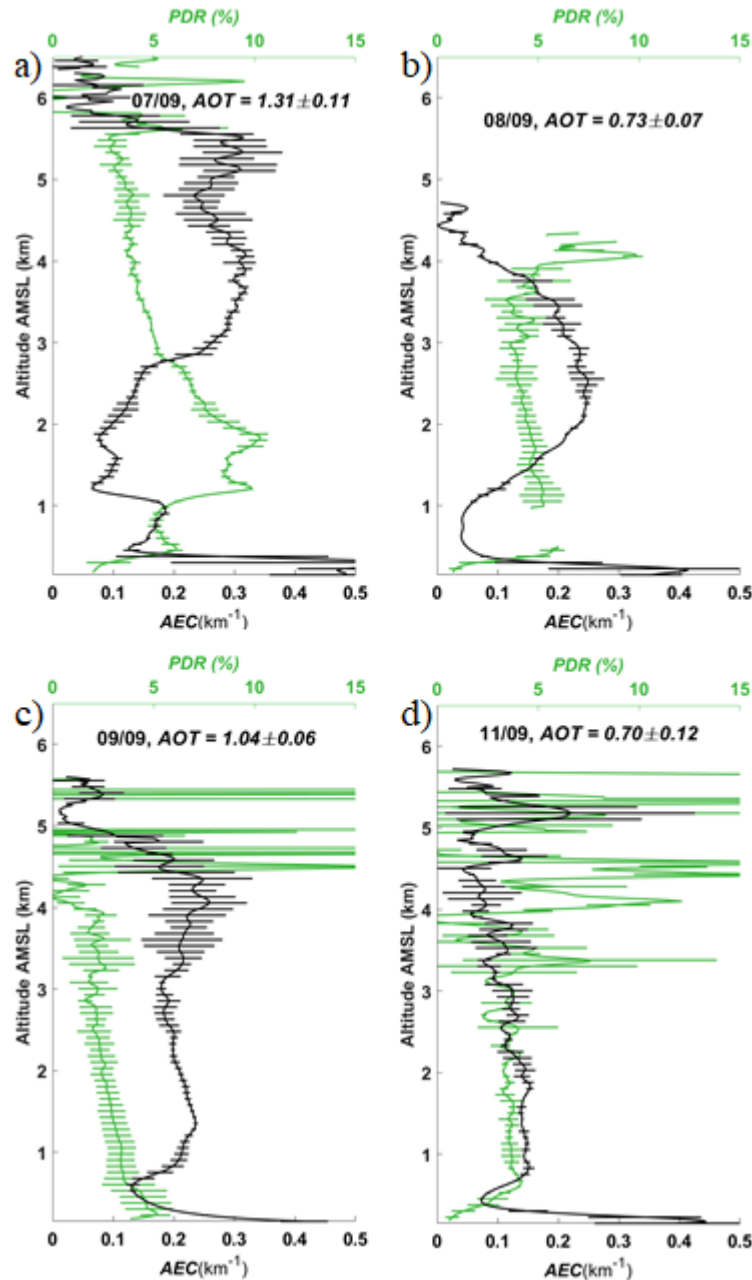 PDR (%) PDR (%)
0 5 10 15 0 5 10 15
a) b)
07/09, AOT = 1.31±0.11
08/09, AOT = 0.73±0.07
Altitude AMSL (km) Altitude AMSL (km)
6 6
5 5
4 4
3 3
2 2
1 1
0 0.1 0.2 0.3 0.4 0.5 0 0.1 0.2 0.3 0.4 0.5
AEC(km⁻¹) AEC(km⁻¹)
PDR (%) PDR (%)
0 5 10 15 0 5 10 15
c) d)
09/09, AOT = 1.04±0.06 11/09, AOT = 0.70±0.12
Altitude AMSL (km) Altitude AMSL (km)
6 6
5 5
4 4
3 3
2 2
1 1
0 0.1 0.2 0.3 0.4 0.5 0 0.1 0.2 0.3 0.4 0.5
AEC(km⁻¹) AEC(km⁻¹)